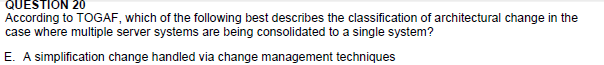 QUESTION 20
According to TOGAF, which of the following best describes the classification of architectural change in the
case where multiple server systems are being consolidated to a single system?
E. A simplification change handled via change management techniques